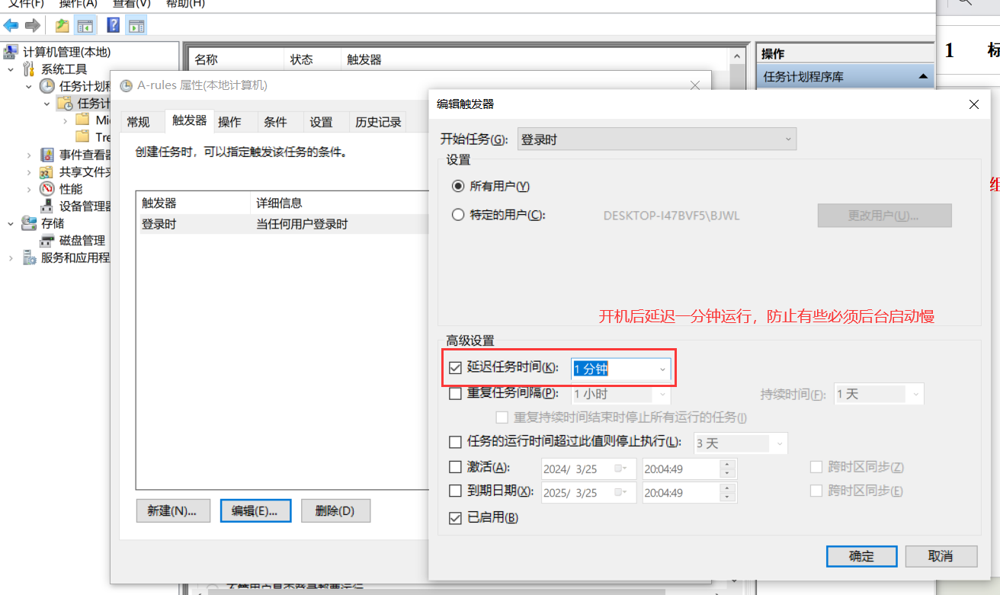 文件(F) 操作(A) 查看(V) 帮助(H)
计算机管理(本地)
系统工具
任务计划程
任务计
Mi
Tre
事件查看器
共享文件夹
性能
设备管理器
存储
磁盘管理
服务和应用程
名称 状态 触发器
操作
任务计划程序库
1 标
A-rules 属性(本地计算机)
常规 触发器 操作 条件 设置 历史记录
创建任务时，可以指定触发该任务的条件。
触发器 详细信息
登录时 当任何用户登录时
新建(N)... 编辑(E)... 删除(D)
编辑触发器
开始任务(G): 登录时
设置
所有用户(Y)
特定的用户(C): DESKTOP-I47BVF5\BJWL 更改用户(U)...
开机后延迟一分钟运行，防止有些必须后台启动慢
高级设置
延迟任务时间(K): 1 分钟
重复任务间隔(P): 1 小时 持续时间(F): 1 天
重复持续时间结束时停止所有运行的任务(I)
任务的运行时间超过此值则停止执行(L): 3 天
激活(A): 2024/ 3/25 20:04:49 跨时区同步(Z)
到期日期(X): 2025/ 3/25 20:04:49 跨时区同步(E)
已启用(B)
确定 取消
不管用户是否登录都要运行